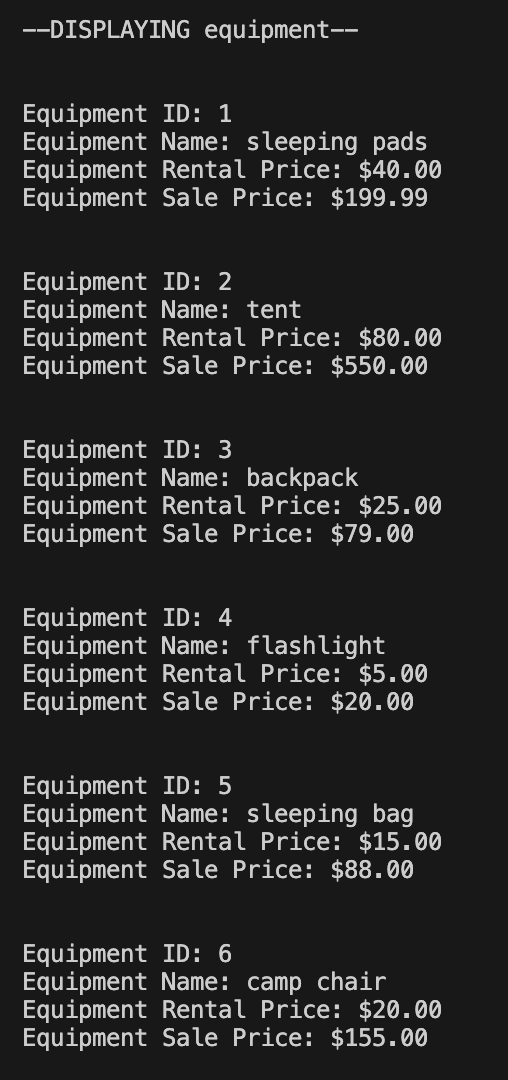 --DISPLAYING equipment--
Equipment ID: 1
Equipment Name: sleeping pads
Equipment Rental Price: $40.00
Equipment Sale Price: $199.99
Equipment ID: 2
Equipment Name: tent
Equipment Rental Price: $80.00
Equipment Sale Price: $550.00
Equipment ID: 3
Equipment Name: backpack
Equipment Rental Price: $25.00
Equipment Sale Price: $79.00
Equipment ID: 4
Equipment Name: flashlight
Equipment Rental Price: $5.00
Equipment Sale Price: $20.00
Equipment ID: 5
Equipment Name: sleeping bag
Equipment Rental Price: $15.00
Equipment Sale Price: $88.00
Equipment ID: 6
Equipment Name: camp chair
Equipment Rental Price: $20.00
Equipment Sale Price: $155.00